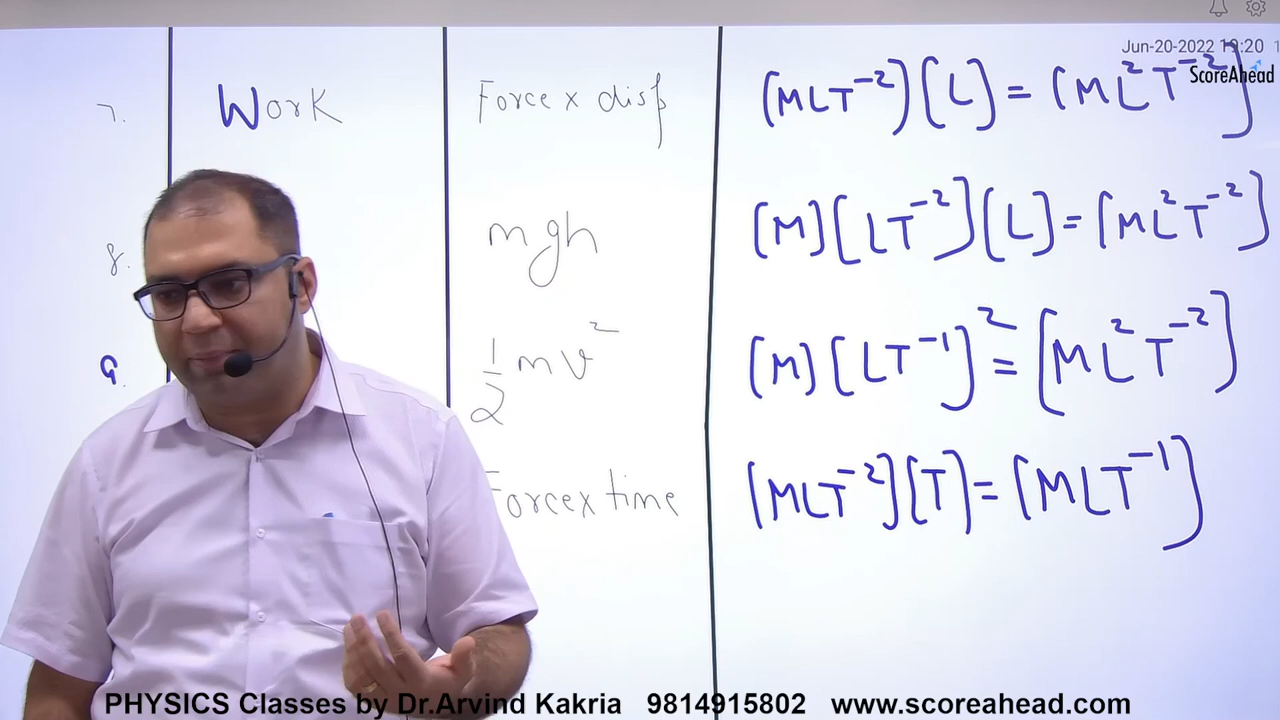 Jun-20-2022 19:20
ScoreAhead
7. Work Force x disp (MLT⁻²)[L] = [ML²T⁻²]
8. mgh [M][LT⁻²][L] = [ML²T⁻²]
9. 1/2 mv² [M][LT⁻¹]² = [ML²T⁻²]
Force x time [MLT⁻²][T] = [MLT⁻¹]
PHYSICS Classes by Dr.Arvind Kakria 9814915802 www.scoreahead.com